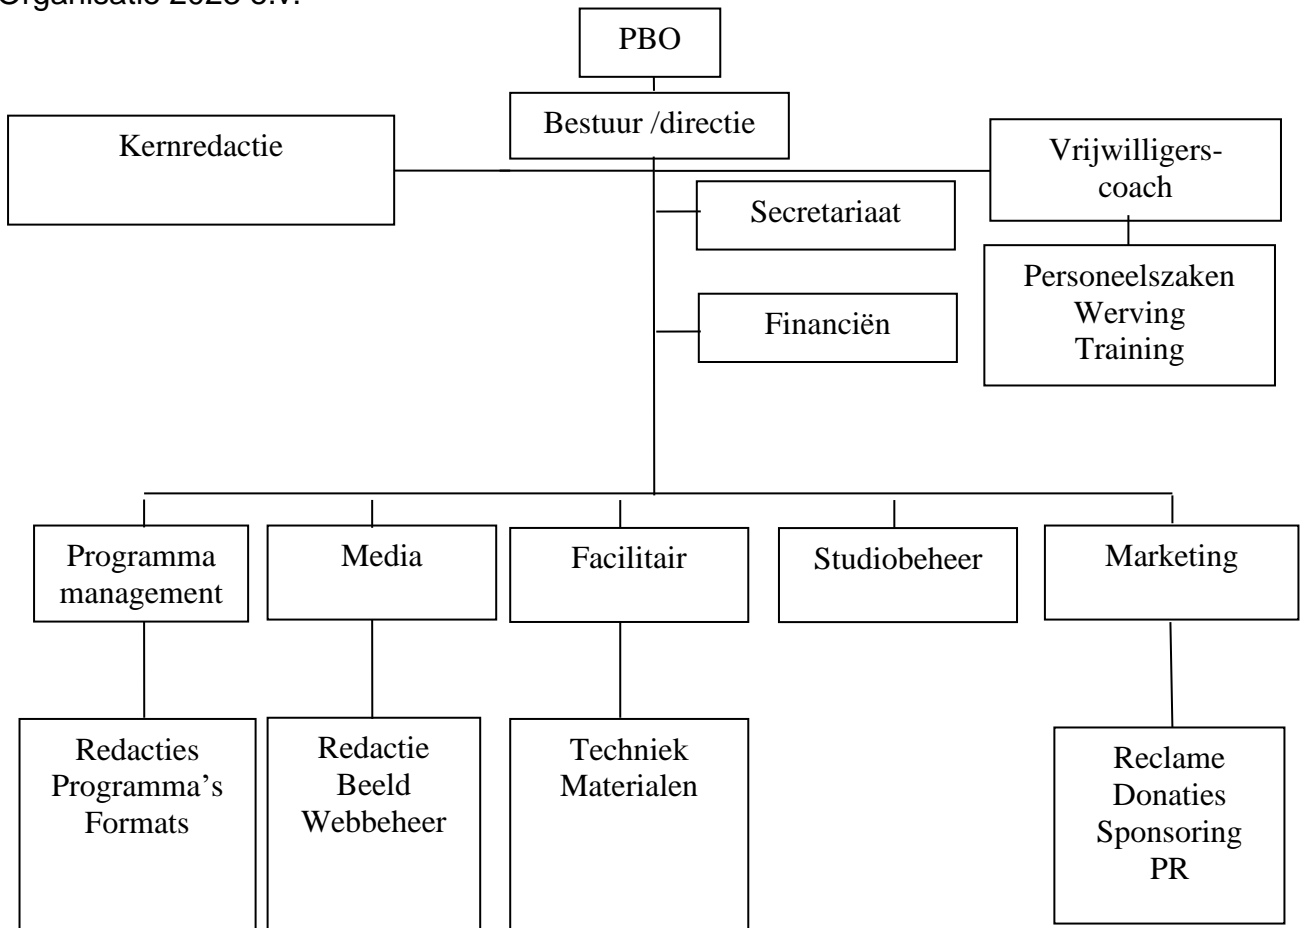 Organisatie e.v.
PBO
Bestuur /directie
Kernredactie
Vrijwilligers-
coach
Secretariaat
Personeelszaken
Werving
Training
Financiën
Programma
management
Media
Facilitair
Studiobeheer
Marketing
Redacties
Programma’s
Formats
Redactie
Beeld
Webbeheer
Techniek
Materialen
Reclame
Donaties
Sponsoring
PR